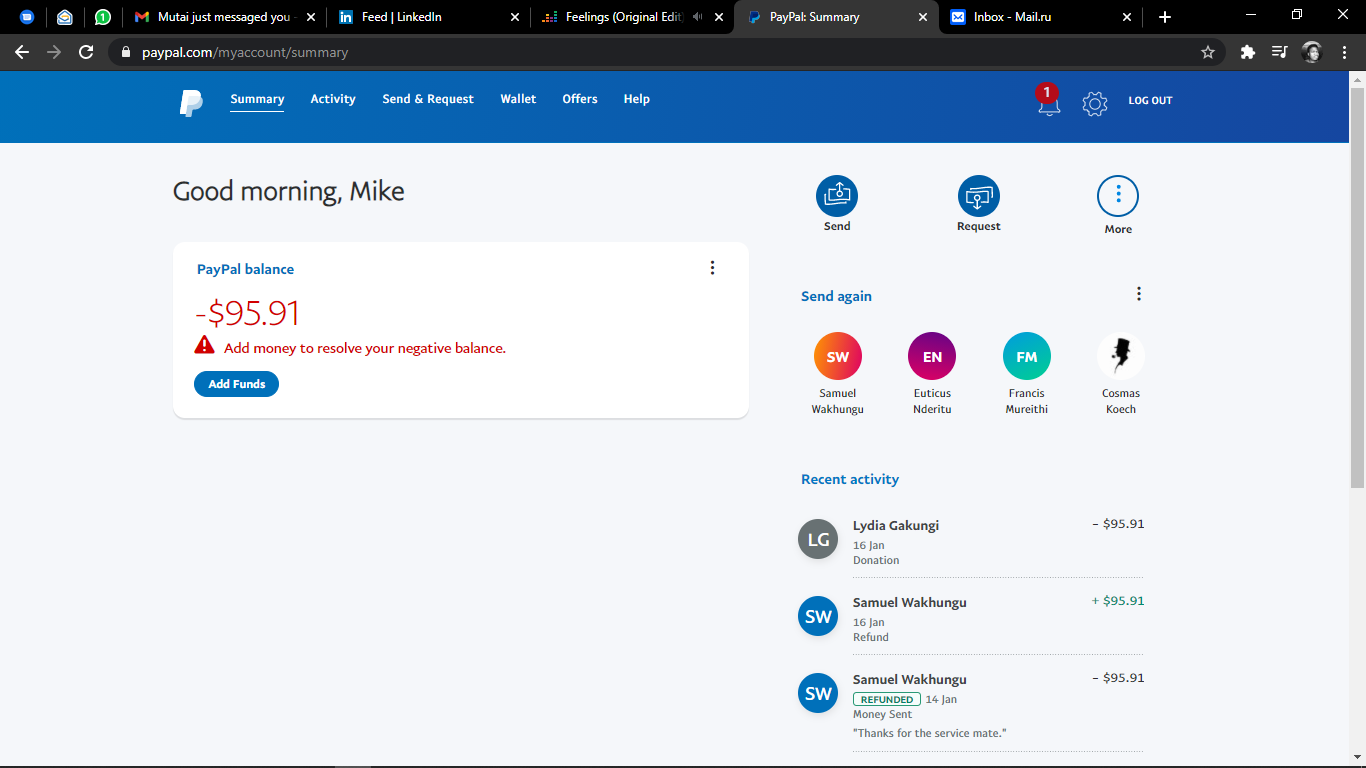 Mutai just messaged you -
Feed | LinkedIn
Feelings (Original Edit)
PayPal: Summary
Inbox - Mail.ru
paypal.com/myaccount/summary
Summary
Activity
Send & Request
Wallet
Offers
Help
1
LOG OUT
Good morning, Mike
Send
Request
More
PayPal balance
-$95.91
Add money to resolve your negative balance.
Add Funds
Send again
SW
EN
FM
Samuel
Wakhungu
Euticus
Nderitu
Francis
Mureithi
Cosmas
Koech
Recent activity
LG
Lydia Gakungi
- $95.91
16 Jan
Donation
SW
Samuel Wakhungu
+ $95.91
16 Jan
Refund
SW
Samuel Wakhungu
- $95.91
REFUNDED 14 Jan
Money Sent
"Thanks for the service mate."